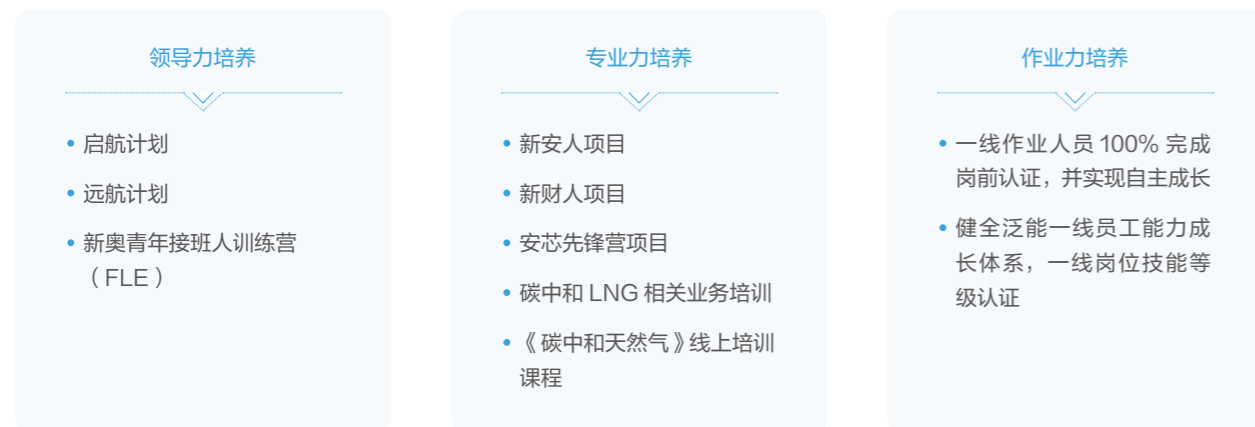 领导力培养
启航计划
远航计划
新奥青年接班人训练营
（FLE）
专业力培养
新安人项目
新财人项目
安芯先锋营项目
碳中和 LNG 相关业务培训
《碳中和天然气》线上培训
课程
作业力培养
一线作业人员 100% 完成
岗前认证，并实现自主成长
健全泛能一线员工能力成
长体系，一线岗位技能等
级认证